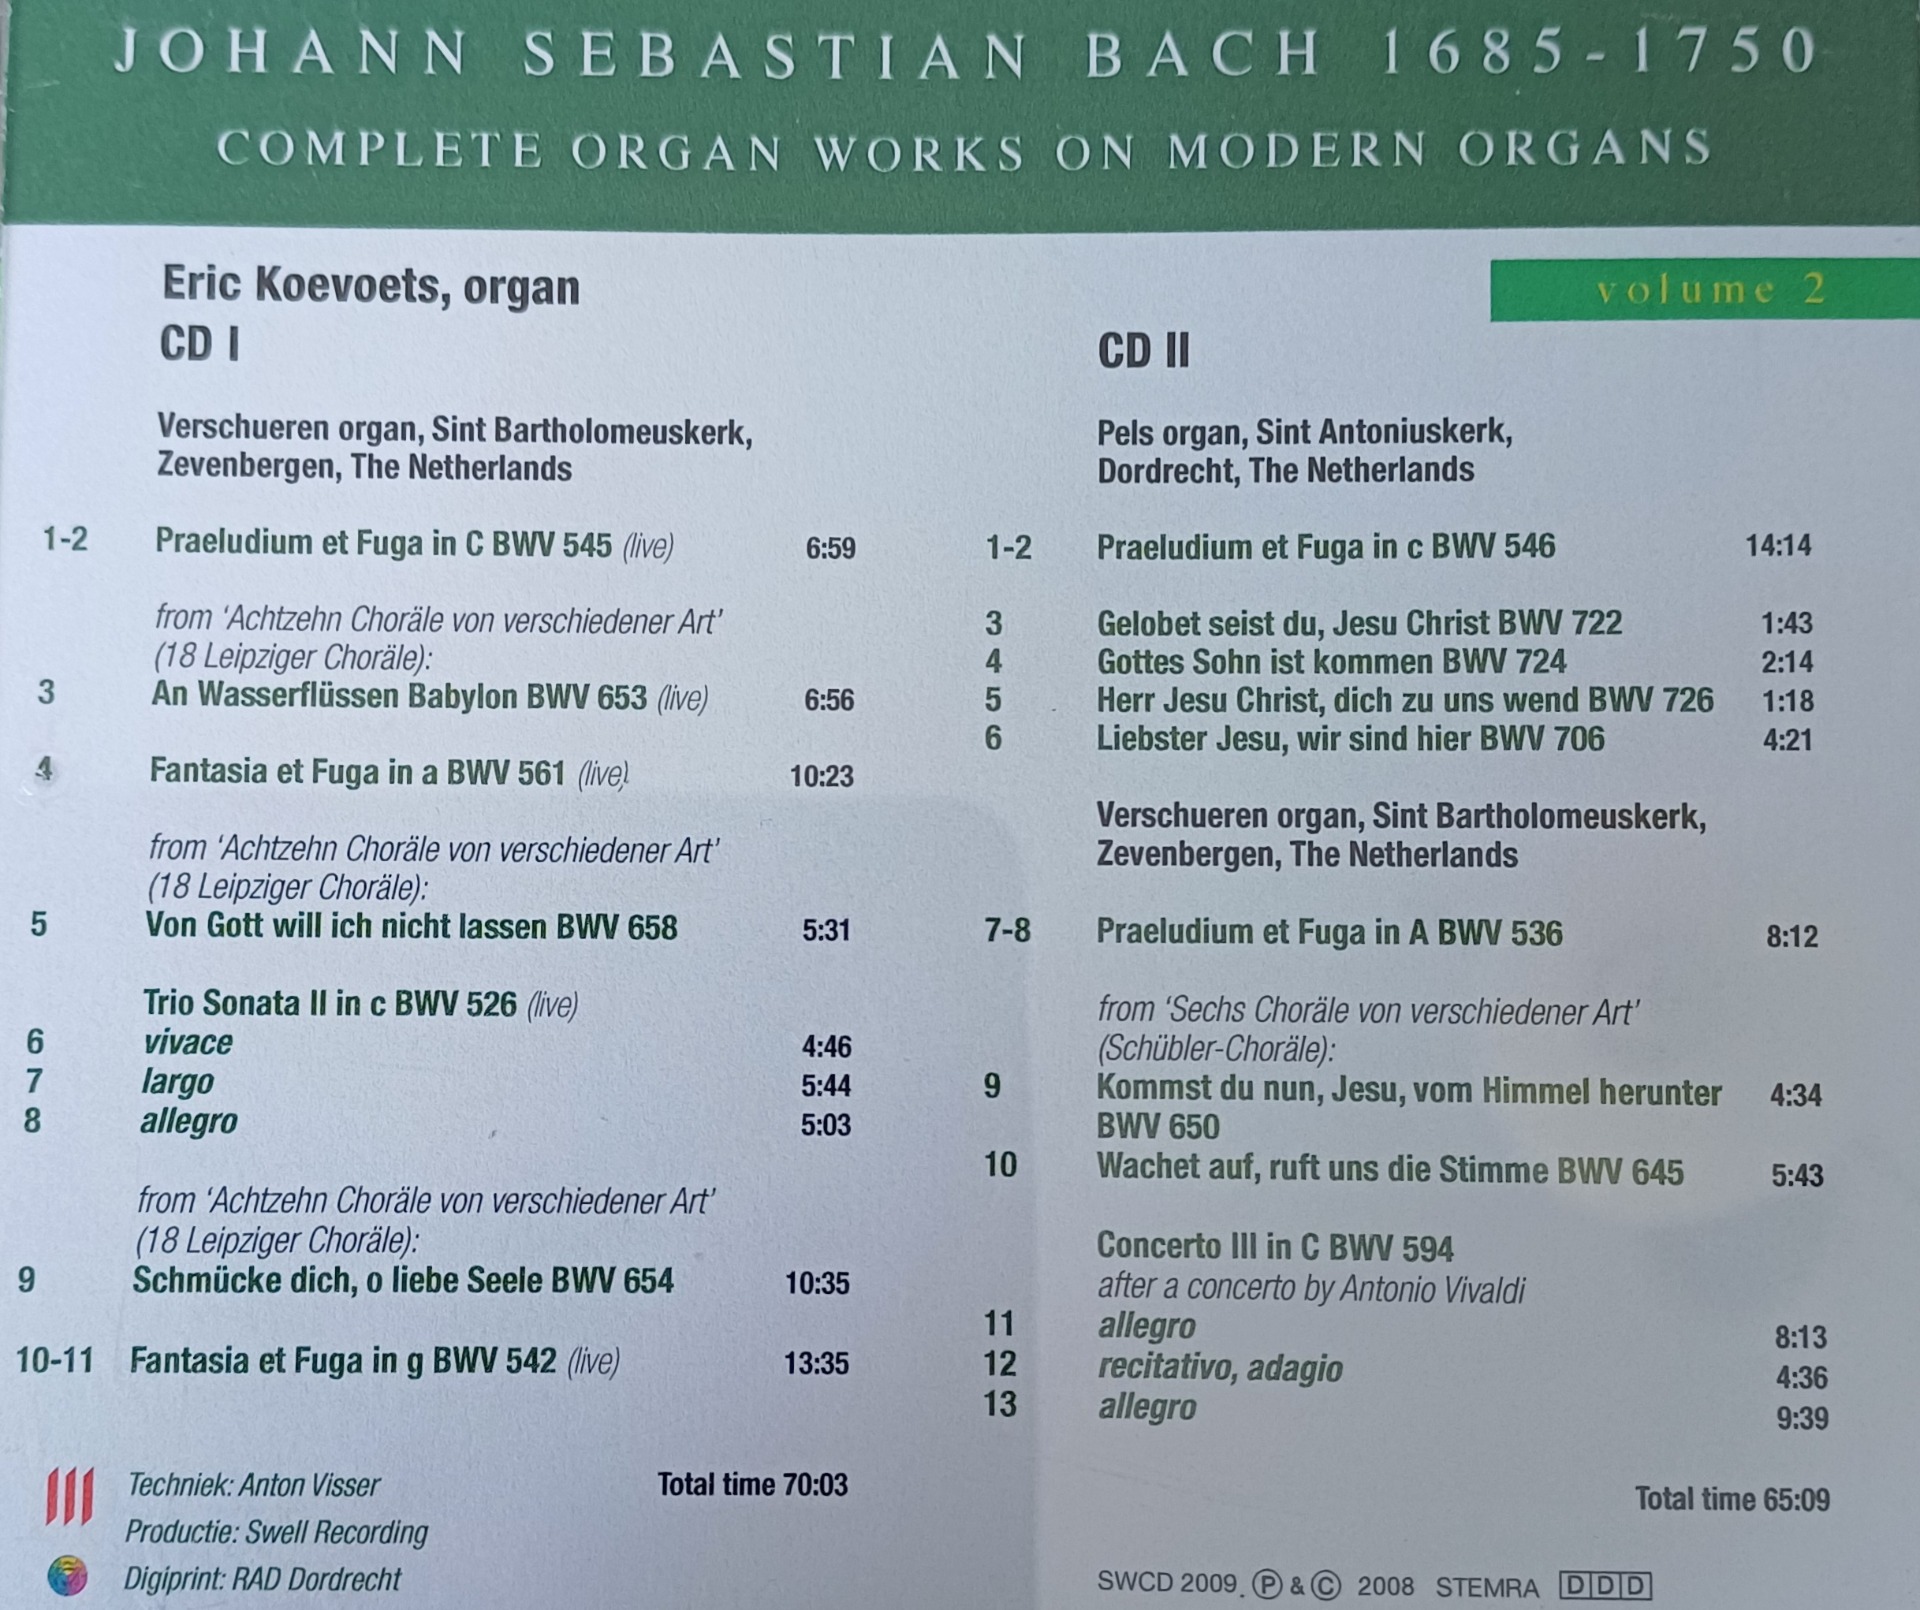 JOHANN SEBASTIAN BACH 1685-1750
COMPLETE ORGAN WORKS ON MODERN ORGANS
volume 2
Eric Koevoets, organ
CD I
Verschueren organ, Sint Bartholomeuskerk,
Zevenbergen, The Netherlands
1-2 Praeludium et Fuga in C BWV 545 (live) 6:59
from ‘Achtzehn Choräle von verschiedener Art’
(18 Leipziger Choräle):
3 An Wasserflüssen Babylon BWV 653 (live) 6:56
4 Fantasia et Fuga in a BWV 561 (live) 10:23
from ‘Achtzehn Choräle von verschiedener Art’
(18 Leipziger Choräle):
5 Von Gott will ich nicht lassen BWV 658 5:31
Trio Sonata II in c BWV 526 (live)
6 vivace 4:46
7 largo 5:44
8 allegro 5:03
from ‘Achtzehn Choräle von verschiedener Art’
(18 Leipziger Choräle):
9 Schmücke dich, o liebe Seele BWV 654 10:35
10-11 Fantasia et Fuga in g BWV 542 (live) 13:35
Total time 70:03
Techniek: Anton Visser
Productie: Swell Recording
Digiprint: RAD Dordrecht
CD II
Pels organ, Sint Antoniuskerk,
Dordrecht, The Netherlands
1-2 Praeludium et Fuga in c BWV 546 14:14
3 Gelobet seist du, Jesu Christ BWV 722 1:43
4 Gottes Sohn ist kommen BWV 724 2:14
5 Herr Jesu Christ, dich zu uns wend BWV 726 1:18
6 Liebster Jesu, wir sind hier BWV 706 4:21
Verschueren organ, Sint Bartholomeuskerk,
Zevenbergen, The Netherlands
7-8 Praeludium et Fuga in A BWV 536 8:12
from ‘Sechs Choräle von verschiedener Art’
(Schübler-Choräle):
9 Kommst du nun, Jesu, vom Himmel herunter 4:34
BWV 650
10 Wachet auf, ruft uns die Stimme BWV 645 5:43
Concerto III in C BWV 594
after a concerto by Antonio Vivaldi
11 allegro 8:13
12 recitativo, adagio 4:36
13 allegro 9:39
Total time 65:09
SWCD 2009. Ⓟ & © 2008 STEMRA DDD